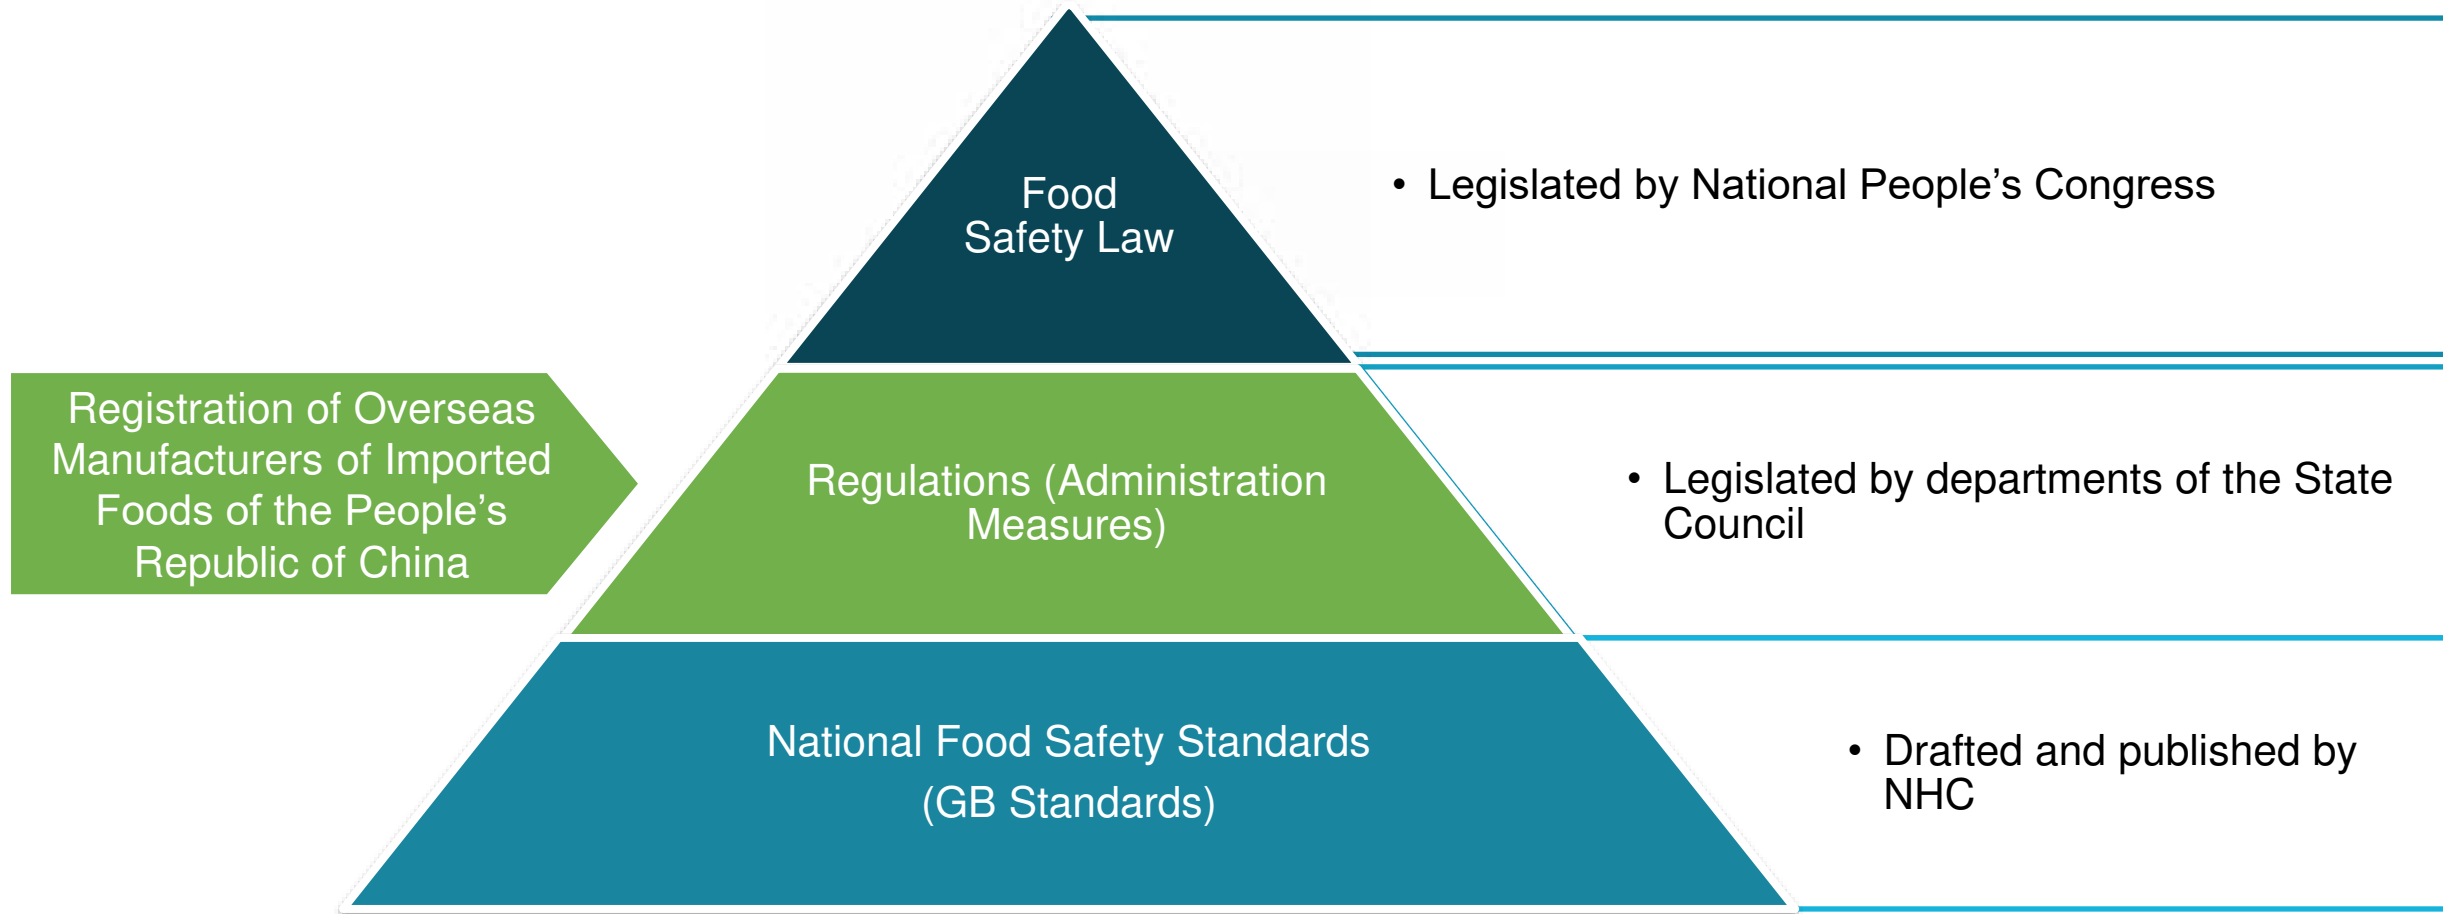 Food
Safety Law
• Legislated by National People’s Congress
Registration of Overseas
Manufacturers of Imported
Foods of the People’s
Republic of China
Regulations (Administration
Measures)
• Legislated by departments of the State
Council
National Food Safety Standards
(GB Standards)
• Drafted and published by
NHC